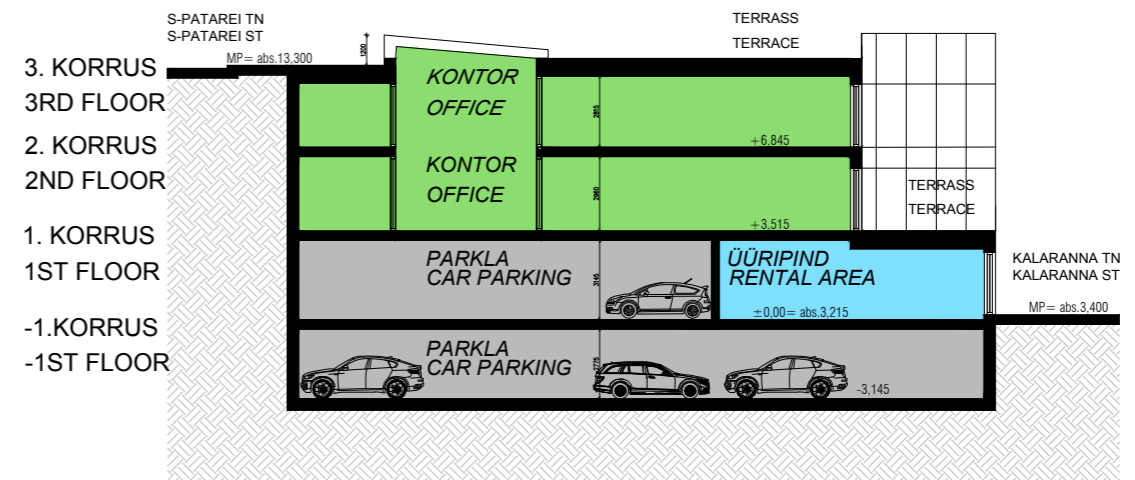 S-PATAREI TN
S-PATAREI ST
MP= abs.13,300
1200
TERRASS
TERRACE
3. KORRUS
3RD FLOOR
KONTOR
OFFICE
2815
+6,845
2. KORRUS
2ND FLOOR
KONTOR
OFFICE
2960
+3,515
TERRASS
TERRACE
1. KORRUS
1ST FLOOR
PARKLA
CAR PARKING
3145
ÜÜRIPIND
RENTAL AREA
±0,00= abs.3,215
KALARANNA TN
KALARANNA ST
MP= abs.3,400
-1.KORRUS
-1ST FLOOR
PARKLA
CAR PARKING
2775
-3,145